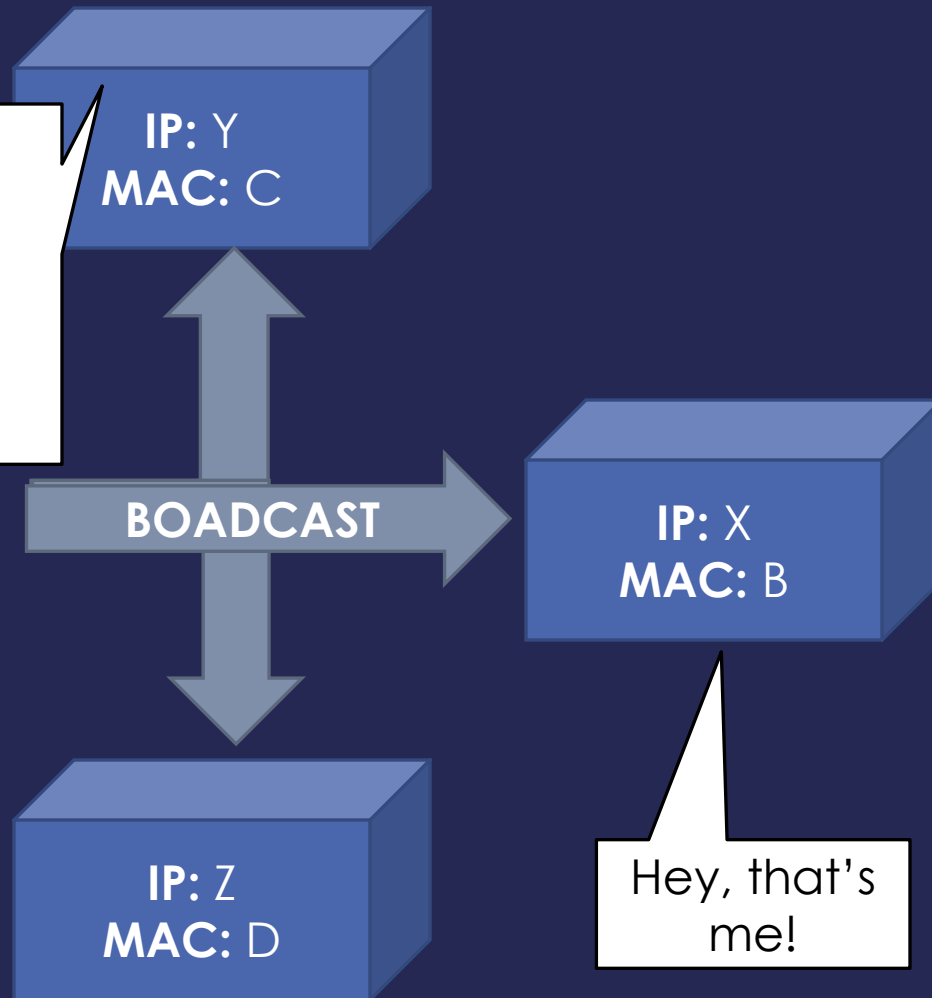 IP: Y
MAC: C
BOADCAST
IP: X
MAC: B
IP: Z
MAC: D
Hey, that’s
me!